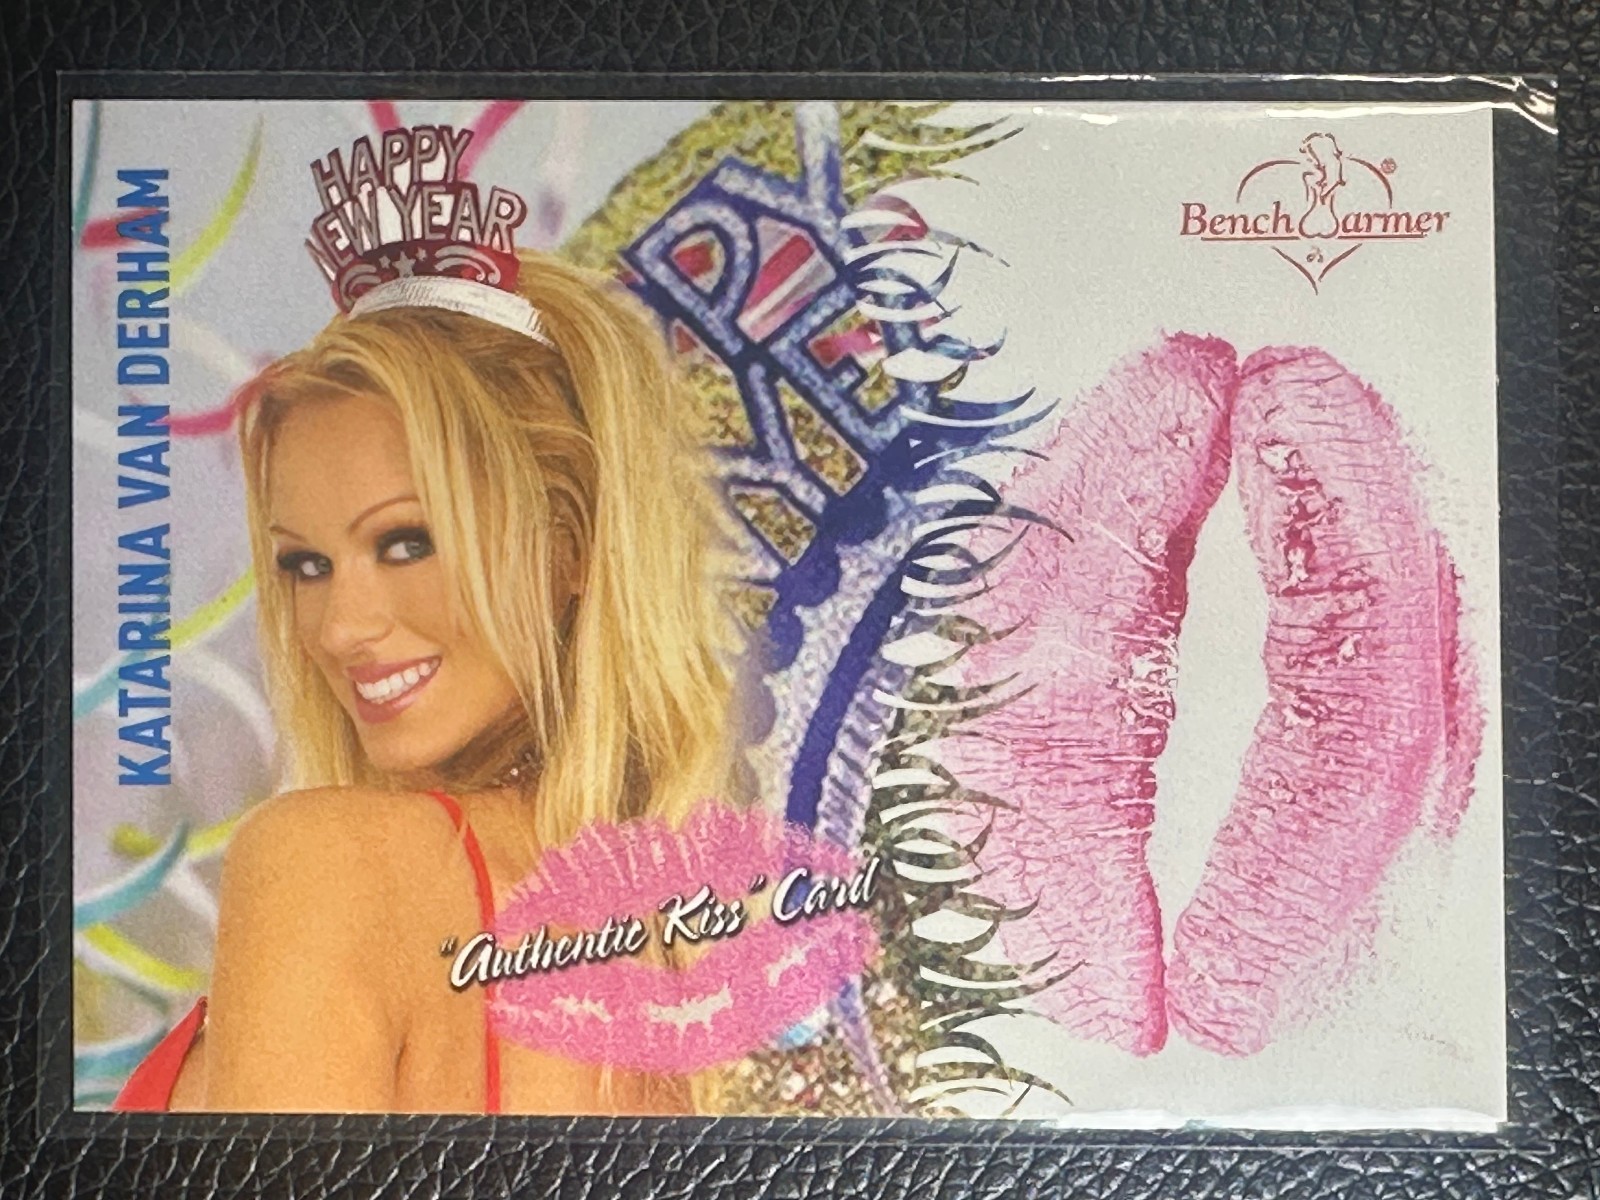 KATARINA VAN DERHAM
HAPPY
NEW YEAR
"Authentic Kiss" Card
BenchWarmer
®